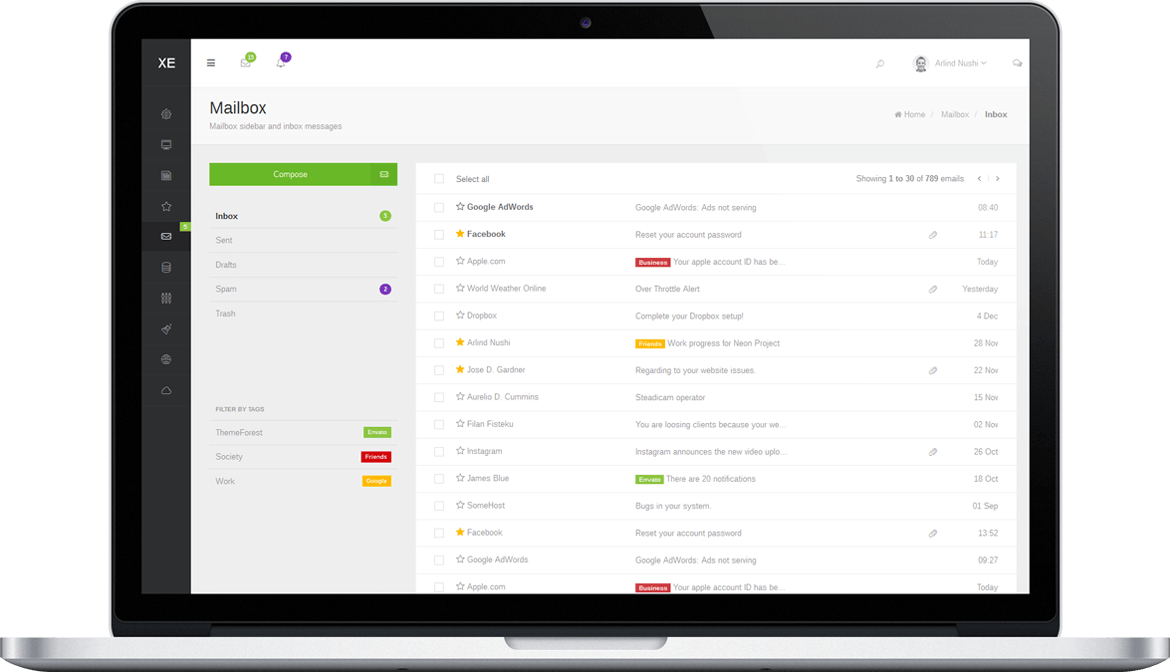 XE
15
7
Arlind Nushi
Mailbox
Mailbox sidebar and inbox messages
Home / Mailbox / Inbox
Compose
Select all
Showing 1 to 30 of 789 emails
Inbox 5
Sent
5
Drafts
Spam 2
Trash
FILTER BY TAGS
ThemeForest Envato
Society Friends
Work Google
Google AdWords Google AdWords: Ads not serving 08:40
Facebook Reset your account password 11:17
Apple.com Business Your apple account ID has be... Today
World Weather Online Over Throttle Alert Yesterday
Dropbox Complete your Dropbox setup! 4 Dec
Arlind Nushi Friends Work progress for Neon Project 28 Nov
Jose D. Gardner Regarding to your website issues. 22 Nov
Aurelio D. Cummins Steadicam operator 15 Nov
Filan Fisteku You are loosing clients because your we... 02 Nov
Instagram Instagram announces the new video uplo... 26 Oct
James Blue Envato There are 20 notifications 18 Oct
SomeHost Bugs in your system. 01 Sep
Facebook Reset your account password 13:52
Google AdWords Google AdWords: Ads not serving 09:27
Apple.com Business Your apple account ID has be... Today